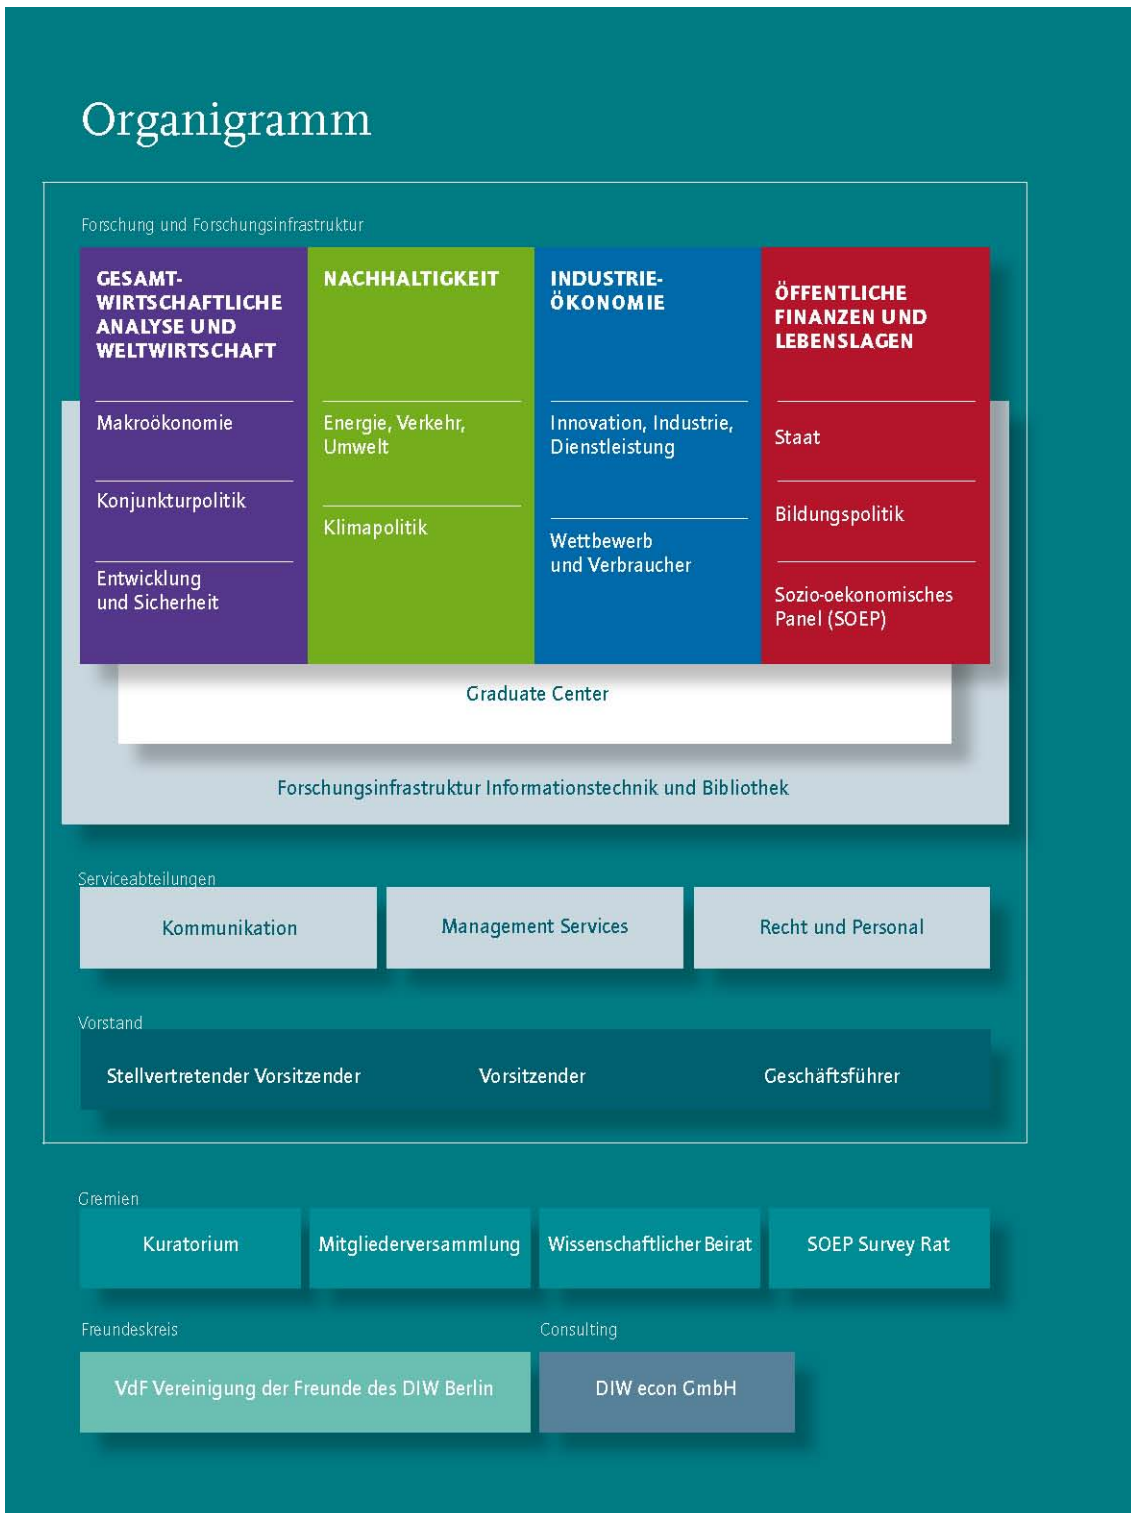 Organigramm
Forschung und Forschungsinfrastruktur
GESAMT-
WIRTSCHAFTLICHE
ANALYSE UND
WELTWIRTSCHAFT
Makroökonomie
Konjunkturpolitik
Entwicklung
und Sicherheit
NACHHALTIGKEIT
Energie, Verkehr,
Umwelt
Klimapolitik
INDUSTRIE-
ÖKONOMIE
Innovation, Industrie,
Dienstleistung
Wettbewerb
und Verbraucher
ÖFFENTLICHE
FINANZEN UND
LEBENSLAGEN
Staat
Bildungspolitik
Sozio-oekonomisches
Panel (SOEP)
Graduate Center
Forschungsinfrastruktur Informationstechnik und Bibliothek
Serviceabteilungen
Kommunikation
Management Services
Recht und Personal
Vorstand
Stellvertretender Vorsitzender
Vorsitzender
Geschäftsführer
Gremien
Kuratorium
Mitgliederversammlung
Wissenschaftlicher Beirat
SOEP Survey Rat
Freundeskreis
VdF Vereinigung der Freunde des DIW Berlin
Consulting
DIW econ GmbH